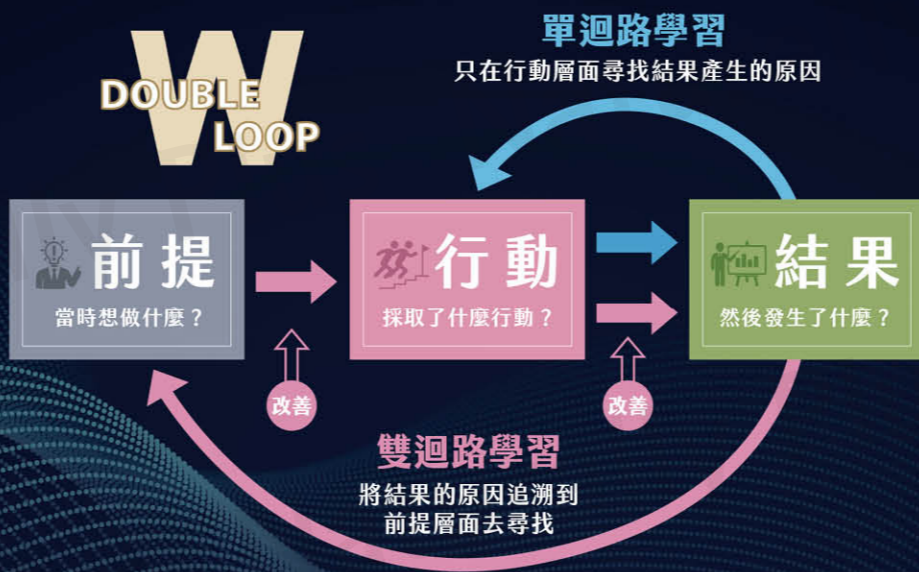 W
DOUBLE
LOOP
單迴路學習
只在行動層面尋找結果產生的原因
前提
當時想做什麼？
行動
採取了什麼行動？
結果
然後發生了什麼？
改善
改善
雙迴路學習
將結果的原因追溯到
前提層面去尋找